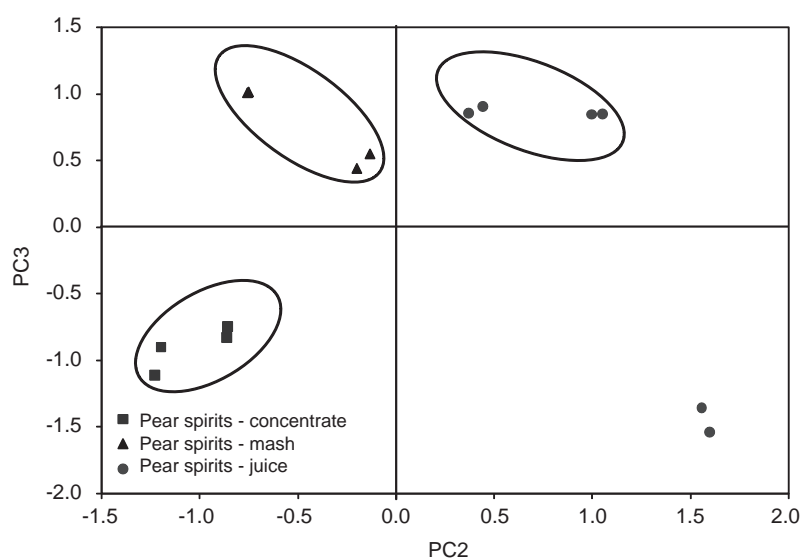 1.5
1.0
0.5
0.0
-0.5
-1.0
-1.5
-2.0
PC3
Pear spirits - concentrate
Pear spirits - mash
Pear spirits - juice
-1.5 -1.0 -0.5 0.0 0.5 1.0 1.5 2.0
PC2